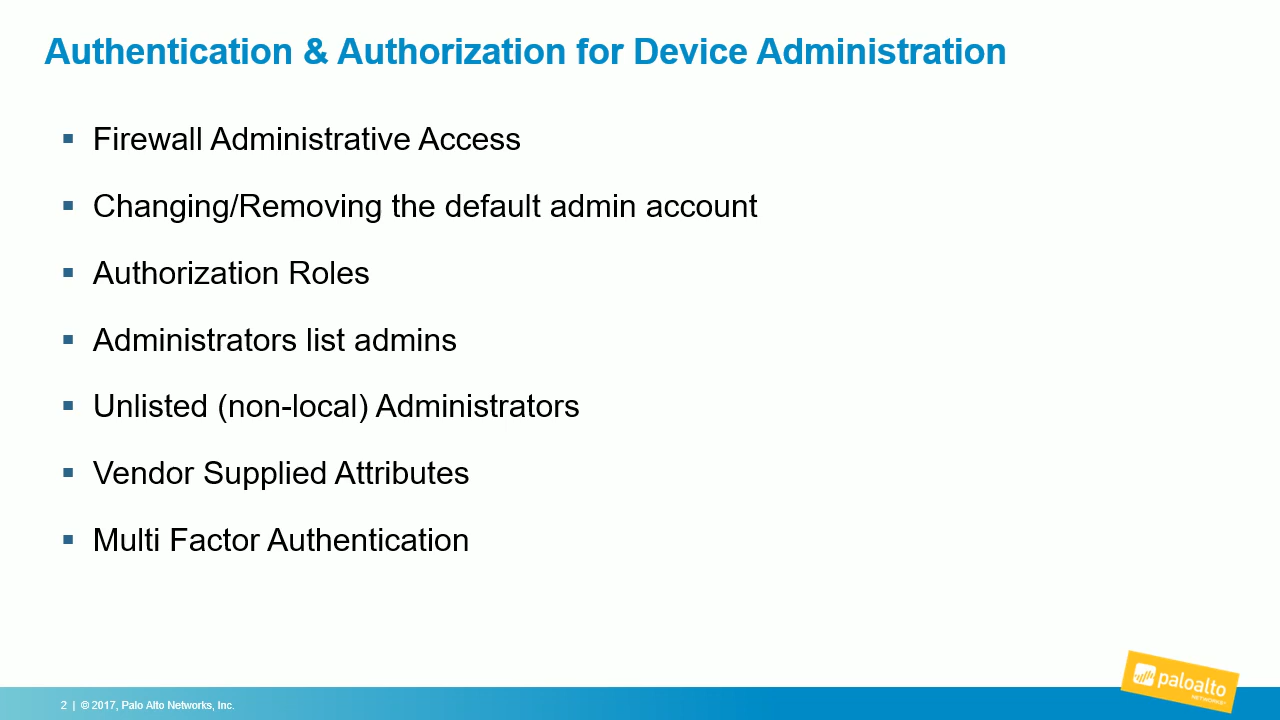 Authentication & Authorization for Device Administration
▪ Firewall Administrative Access
▪ Changing/Removing the default admin account
▪ Authorization Roles
▪ Administrators list admins
▪ Unlisted (non-local) Administrators
▪ Vendor Supplied Attributes
▪ Multi Factor Authentication
paloalto
NETWORKS
2 | © 2017, Palo Alto Networks, Inc.